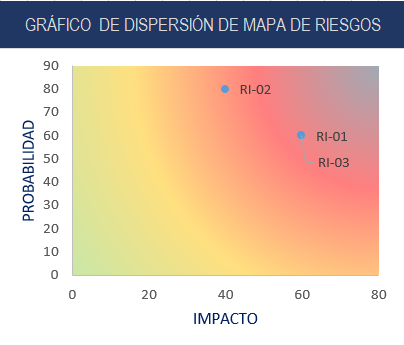 GRÁFICO DE DISPERSIÓN DE MAPA DE RIESGOS
90
80
70
60
50
40
30
20
10
0
PROBABILIDAD
RI-02
RI-01
RI-03
0 20 40 60 80
IMPACTO